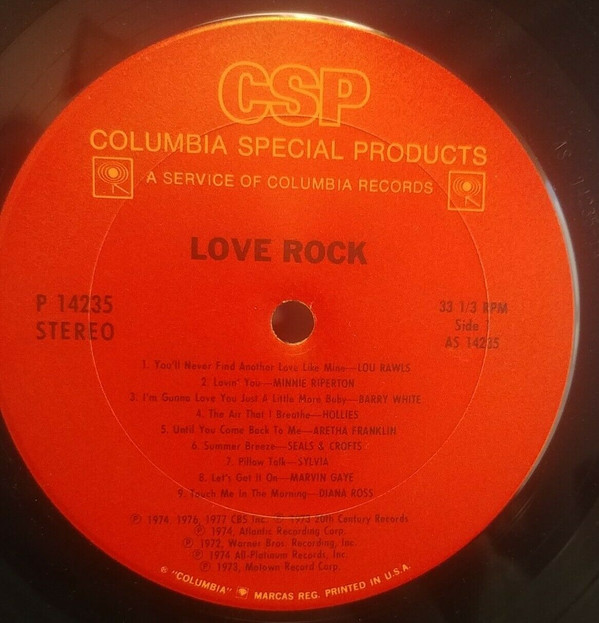 CSP
COLUMBIA SPECIAL PRODUCTS
A SERVICE OF COLUMBIA RECORDS
LOVE ROCK
P 14235
STEREO
33 1/3 RPM
Side 1
AS 14235
1. You'll Never Find Another Love Like Mine—LOU RAWLS
2. Lovin' You—MINNIE RIPERTON
3. I'm Gonna Love You Just A Little More Baby—BARRY WHITE
4. The Air That I Breathe—HOLLIES
5. Until You Come Back To Me—ARETHA FRANKLIN
6. Summer Breeze—SEALS & CROFTS
7. Pillow Talk—SYLVIA
8. Let's Get It On—MARVIN GAYE
9. Touch Me In The Morning—DIANA ROSS
Ⓟ 1974, 1976, 1977 CBS Inc. Ⓟ 1973 20th Century Records
Ⓟ 1974, Atlantic Recording Corp.
Ⓟ 1972, Warner Bros. Recording, Inc.
Ⓟ 1974 All-Platinum Records, Inc.
Ⓟ 1973, Motown Record Corp.
® "COLUMBIA" MARCAS REG. PRINTED IN U.S.A.